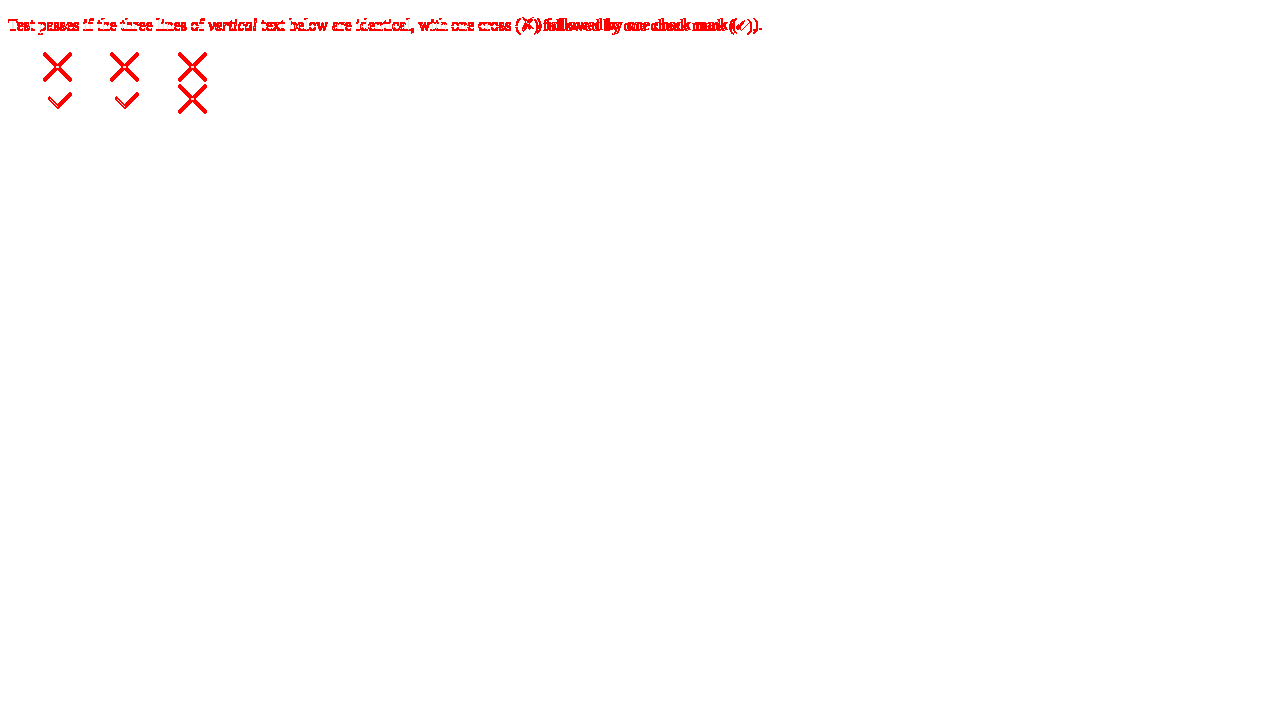 Test passes if the three lines of vertical text below are identical, with one cross (✗) followed by one check mark (✓).
✗ ✗ ✗
✓ ✓ ✗